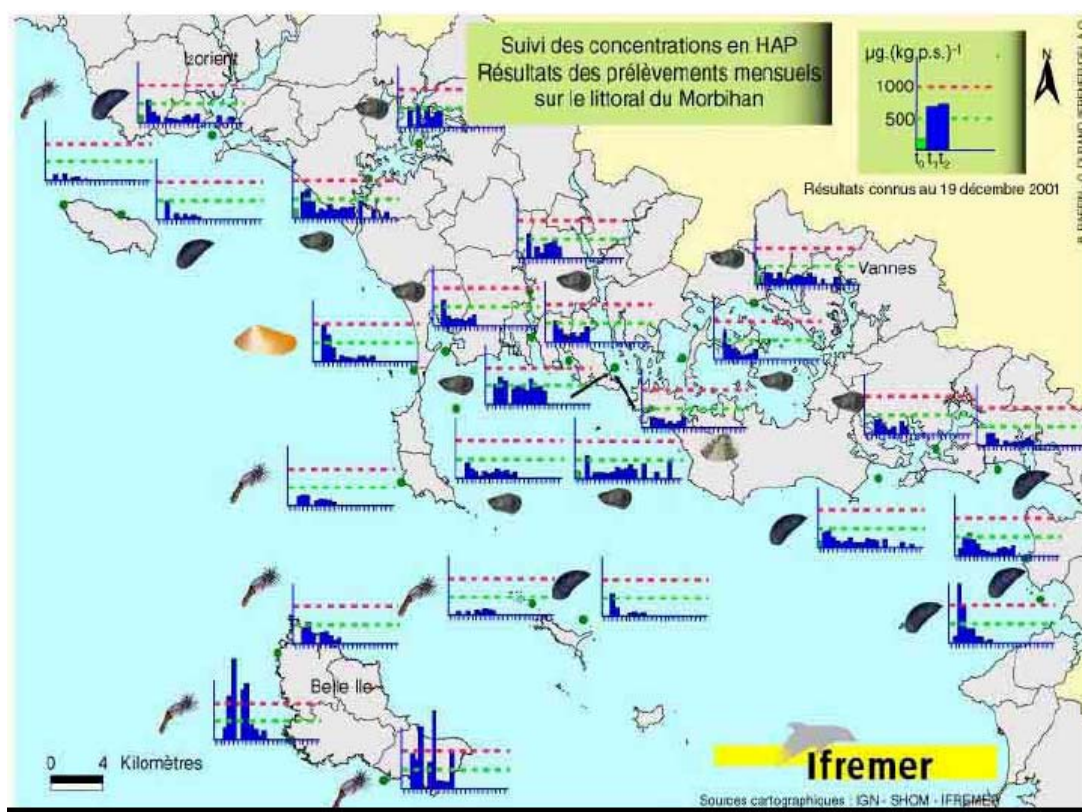 Suivi des concentrations en HAP
Résultats des prélèvements mensuels
sur le littoral du Morbihan
µg.(kg p.s.)-1
1000
500
t0 t1 t2
N
Résultats connus au 19 décembre 2001
Lorient
Vannes
Belle Ile
0 4 Kilomètres
Ifremer
Sources cartographiques : IGN - SHOM - IFREMER